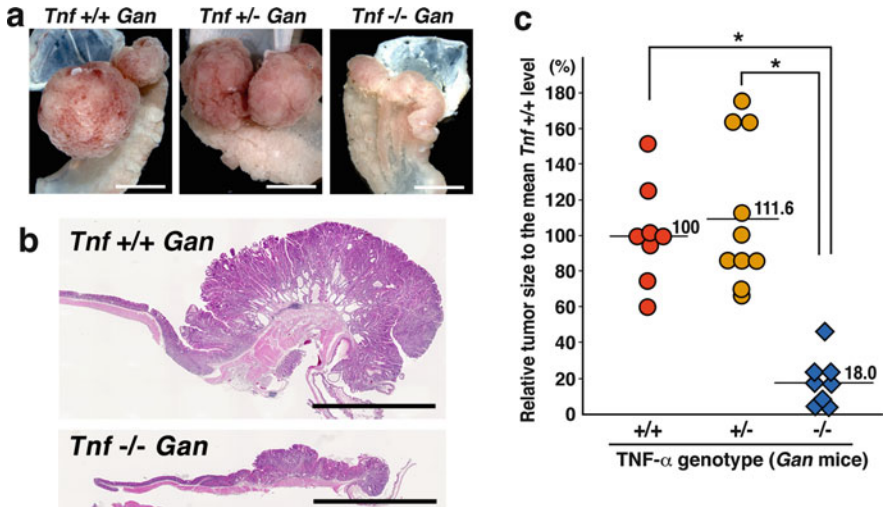 a
Tnf +/+ Gan
Tnf +/- Gan
Tnf -/- Gan
b
Tnf +/+ Gan
Tnf -/- Gan
c
Relative tumor size to the mean Tnf +/+ level
(%)
180
160
140
120
100
80
60
40
20
0
*
*
100
111.6
18.0
+/+
+/-
-/-
TNF-α genotype (Gan mice)